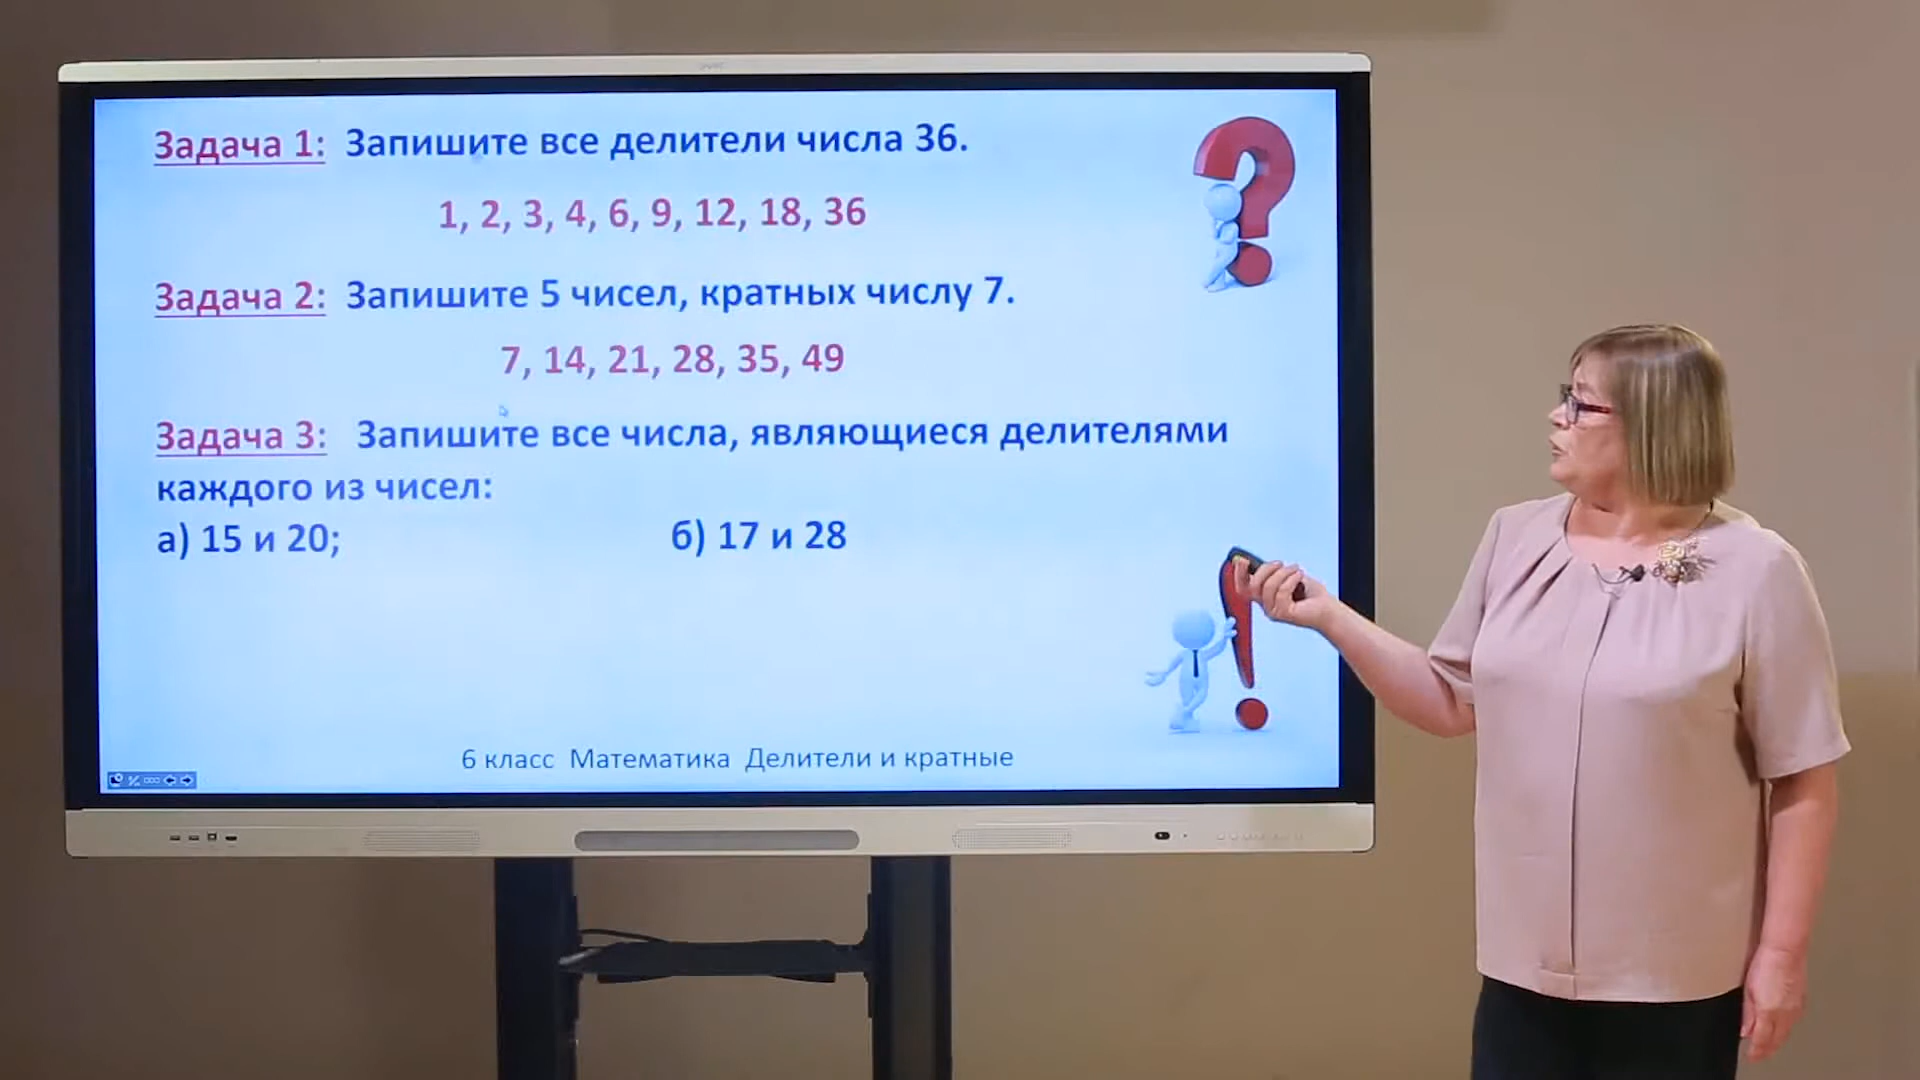 Задача 1: Запишите все делители числа 36.
1, 2, 3, 4, 6, 9, 12, 18, 36
Задача 2: Запишите 5 чисел, кратных числу 7.
7, 14, 21, 28, 35, 49
Задача 3: Запишите все числа, являющиеся делителями
каждого из чисел:
а) 15 и 20; б) 17 и 28
6 класс Математика Делители и кратные